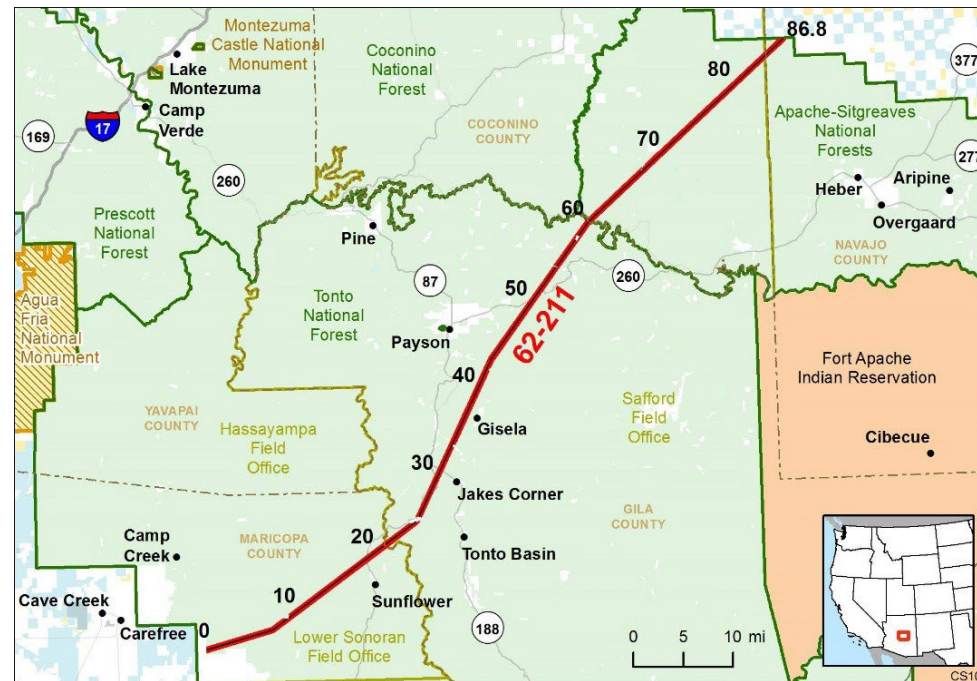 Montezuma
Castle National
Monument
Lake
Montezuma
Camp
Verde
17
169
260
Coconino
National
Forest
COCONINO
COUNTY
86.8
80
70
377
Apache-Sitgreaves
National
Forests
277
Heber
Aripine
Overgaard
NAVAJO
COUNTY
Prescott
National
Forest
Pine
60
Agua
Fria
National
Monument
Tonto
National
Forest
87
50
260
Payson
62-211
40
Fort Apache
Indian Reservation
YAVAPAI
COUNTY
Hassayampa
Field
Office
Gisela
Safford
Field
Office
Cibecue
30
Jakes Corner
GILA
COUNTY
Camp
Creek
MARICOPA
COUNTY
20
Tonto Basin
Cave Creek
Carefree
10
Sunflower
0
Lower Sonoran
Field Office
188
0 5 10 mi